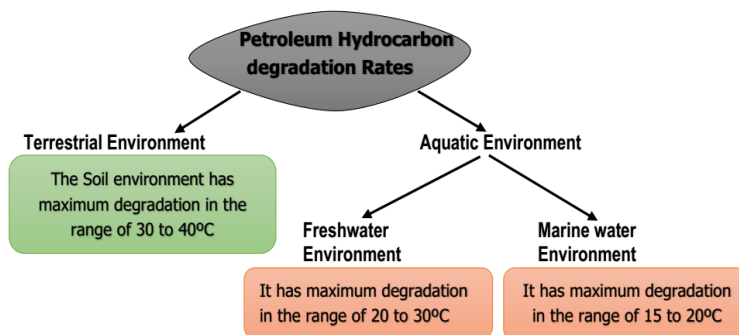 Petroleum Hydrocarbon
degradation Rates
Terrestrial Environment
The Soil environment has
maximum degradation in the
range of 30 to 40ºC
Aquatic Environment
Freshwater
Environment
It has maximum degradation
in the range of 20 to 30ºC
Marine water
Environment
It has maximum degradation
in the range of 15 to 20ºC